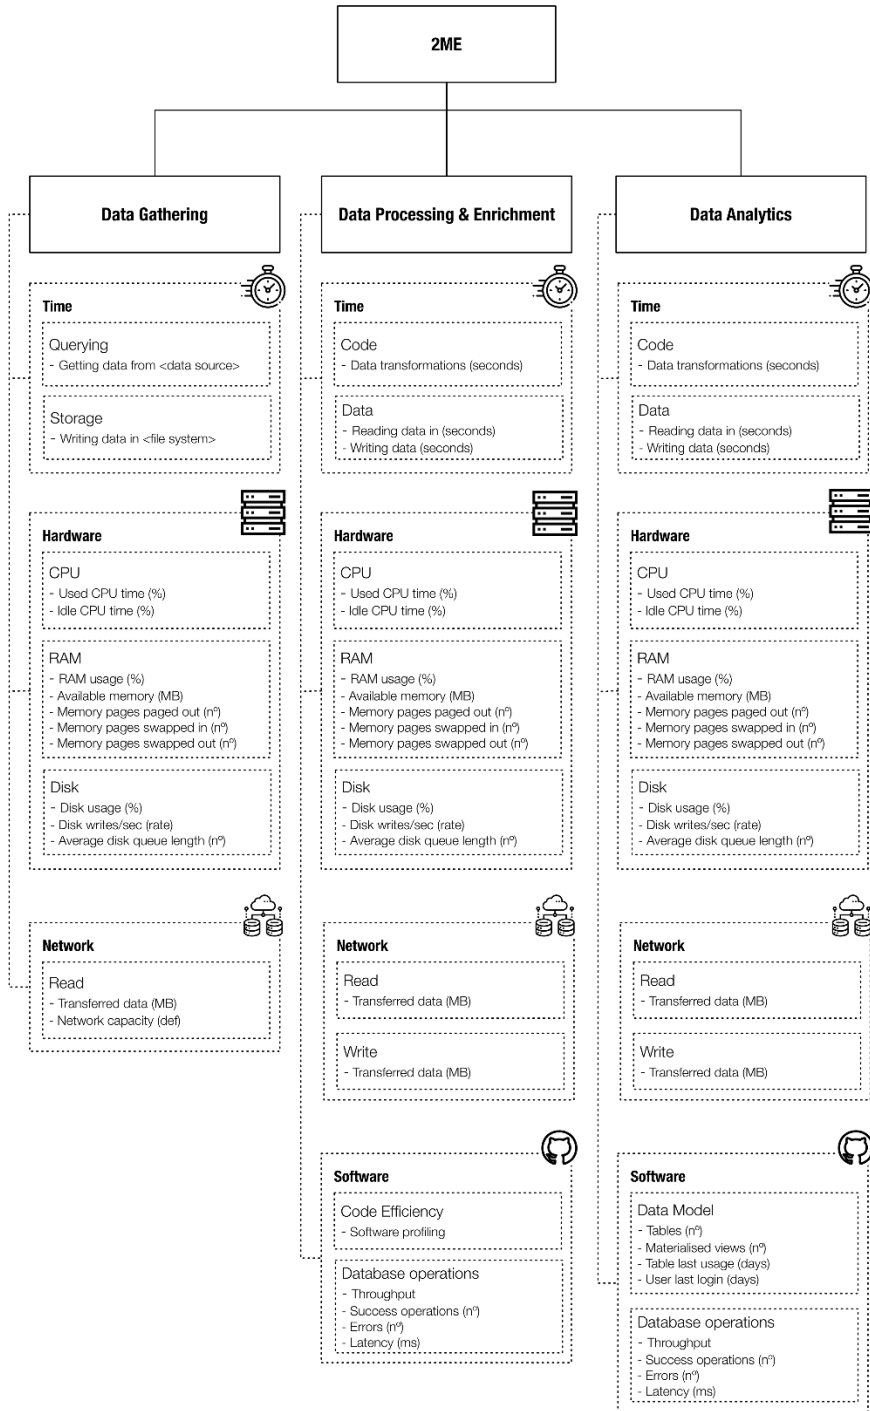 2ME
Data Gathering
Time
Querying
- Getting data from <data source>
Storage
- Writing data in <file system>
Hardware
CPU
- Used CPU time (%)
- Idle CPU time (%)
RAM
- RAM usage (%)
- Available memory (MB)
- Memory pages paged out (nº)
- Memory pages swapped in (nº)
- Memory pages swapped out (nº)
Disk
- Disk usage (%)
- Disk writes/sec (rate)
- Average disk queue length (nº)
Network
Read
- Transferred data (MB)
- Network capacity (def)
Data Processing & Enrichment
Time
Code
- Data transformations (seconds)
Data
- Reading data in (seconds)
- Writing data (seconds)
Hardware
CPU
- Used CPU time (%)
- Idle CPU time (%)
RAM
- RAM usage (%)
- Available memory (MB)
- Memory pages paged out (nº)
- Memory pages swapped in (nº)
- Memory pages swapped out (nº)
Disk
- Disk usage (%)
- Disk writes/sec (rate)
- Average disk queue length (nº)
Network
Read
- Transferred data (MB)
Write
- Transferred data (MB)
Software
Code Efficiency
- Software profiling
Database operations
- Throughput
- Success operations (nº)
- Errors (nº)
- Latency (ms)
Data Analytics
Time
Code
- Data transformations (seconds)
Data
- Reading data in (seconds)
- Writing data (seconds)
Hardware
CPU
- Used CPU time (%)
- Idle CPU time (%)
RAM
- RAM usage (%)
- Available memory (MB)
- Memory pages paged out (nº)
- Memory pages swapped in (nº)
- Memory pages swapped out (nº)
Disk
- Disk usage (%)
- Disk writes/sec (rate)
- Average disk queue length (nº)
Network
Read
- Transferred data (MB)
Write
- Transferred data (MB)
Software
Data Model
- Tables (nº)
- Materialised views (nº)
- Table last usage (days)
- User last login (days)
Database operations
- Throughput
- Success operations (nº)
- Errors (nº)
- Latency (ms)